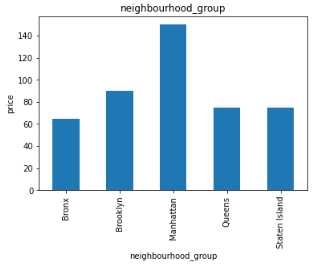 neighbourhood_group
140
120
100
80
60
40
20
0
price
Bronx
Brooklyn
Manhattan
Queens
Staten Island
neighbourhood_group